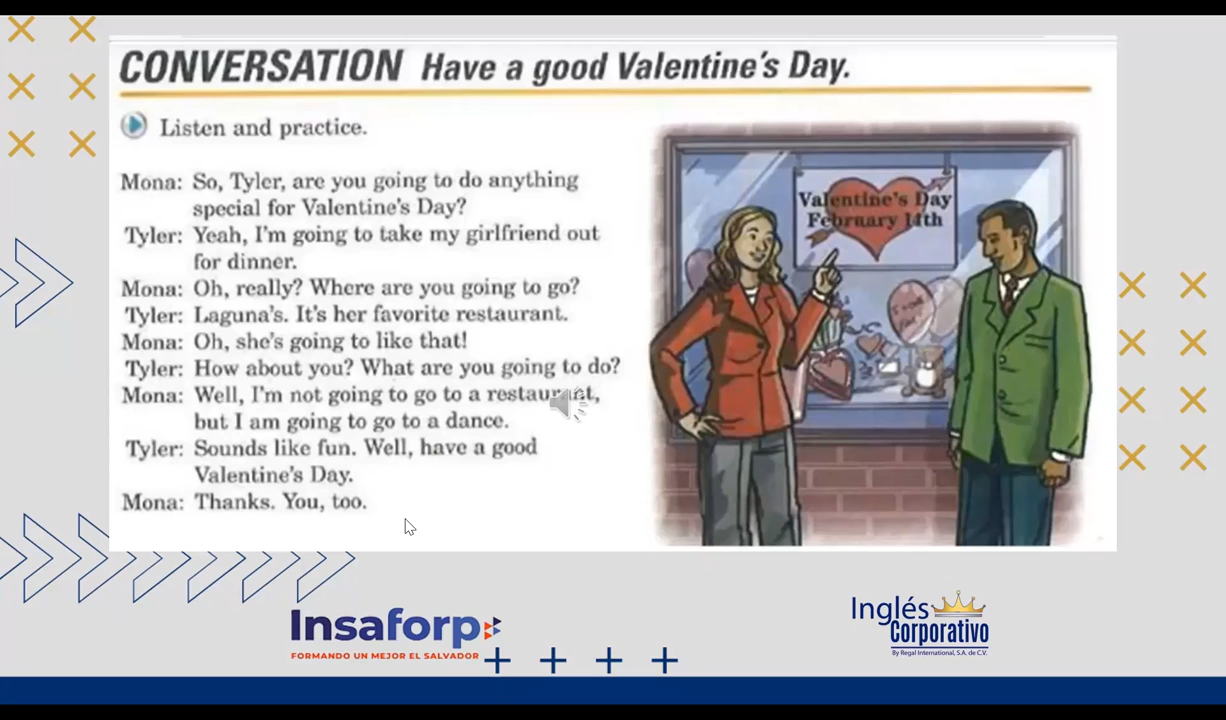 CONVERSATION Have a good Valentine's Day.
Listen and practice.
Mona: So, Tyler, are you going to do anything
special for Valentine's Day?
Tyler: Yeah, I'm going to take my girlfriend out
for dinner.
Mona: Oh, really? Where are you going to go?
Tyler: Laguna's. It's her favorite restaurant.
Mona: Oh, she's going to like that!
Tyler: How about you? What are you going to do?
Mona: Well, I'm not going to go to a restaurant,
but I am going to go to a dance.
Tyler: Sounds like fun. Well, have a good
Valentine's Day.
Mona: Thanks. You, too.
Valentine's Day
February 14th
Insaforp
FORMANDO UN MEJOR EL SALVADOR
Inglés
Corporativo
By Regal International, S.A. de C.V.